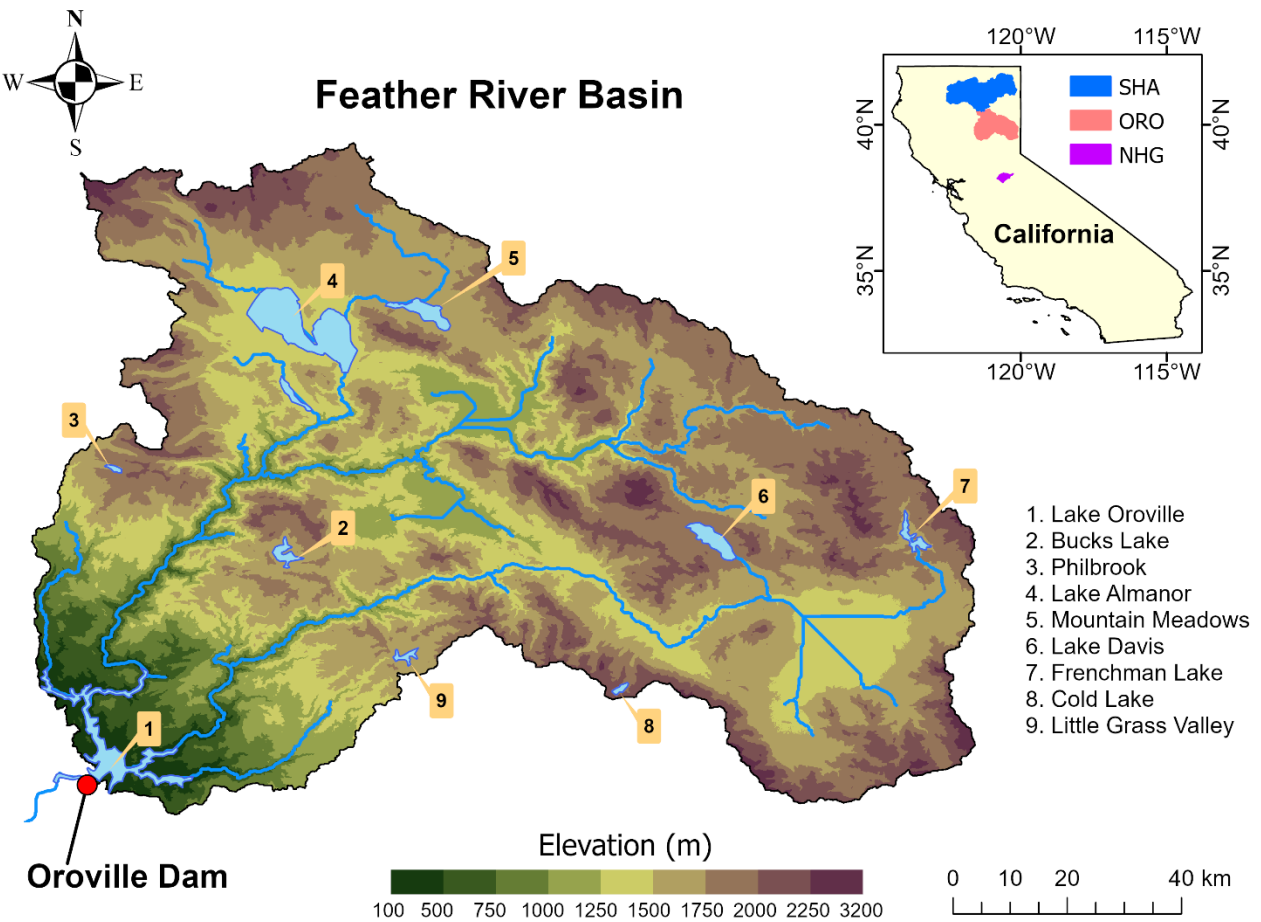 N
W E
S
Feather River Basin
120°W 115°W
40°N 40°N
35°N 35°N
SHA
ORO
NHG
California
120°W 115°W
5
4
3
7
6
2
9
8
1
1. Lake Oroville
2. Bucks Lake
3. Philbrook
4. Lake Almanor
5. Mountain Meadows
6. Lake Davis
7. Frenchman Lake
8. Cold Lake
9. Little Grass Valley
Oroville Dam
Elevation (m)
100 500 750 1000 1250 1500 1750 2000 2250 3200
0 10 20 40 km